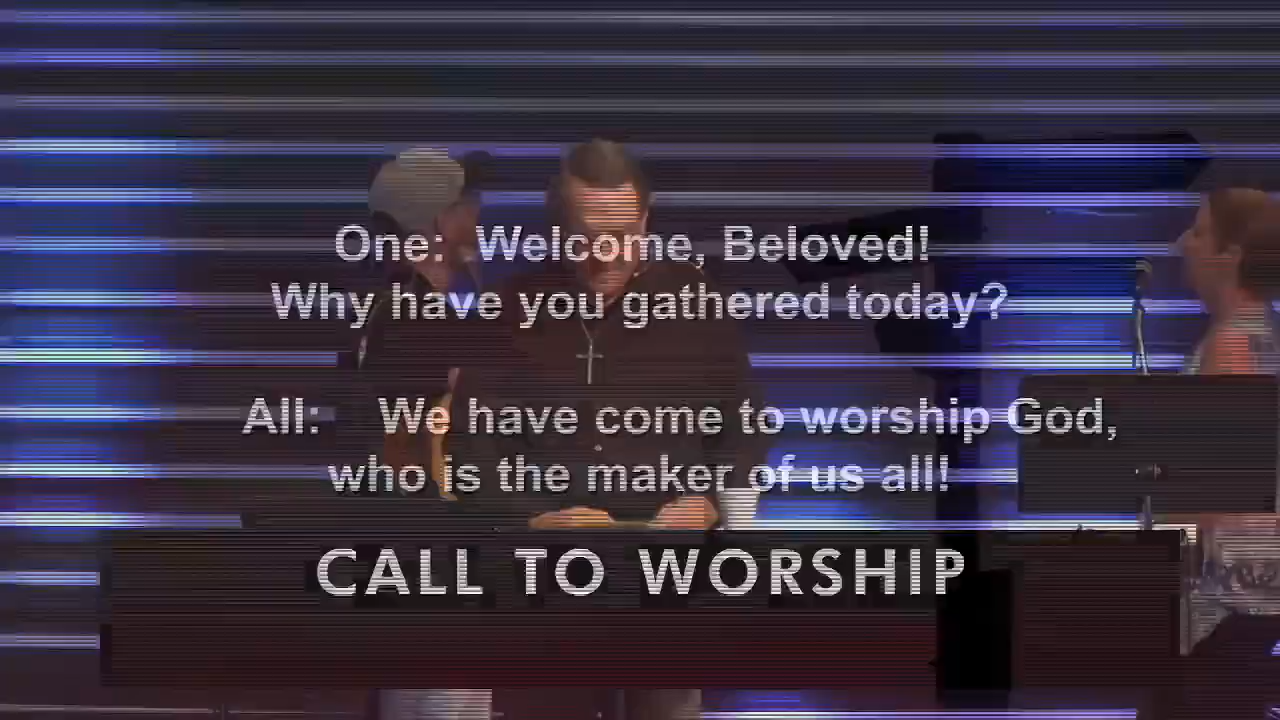 One: Welcome, Beloved!
Why have you gathered today?
All: We have come to worship God,
who is the maker of us all!
CALL TO WORSHIP